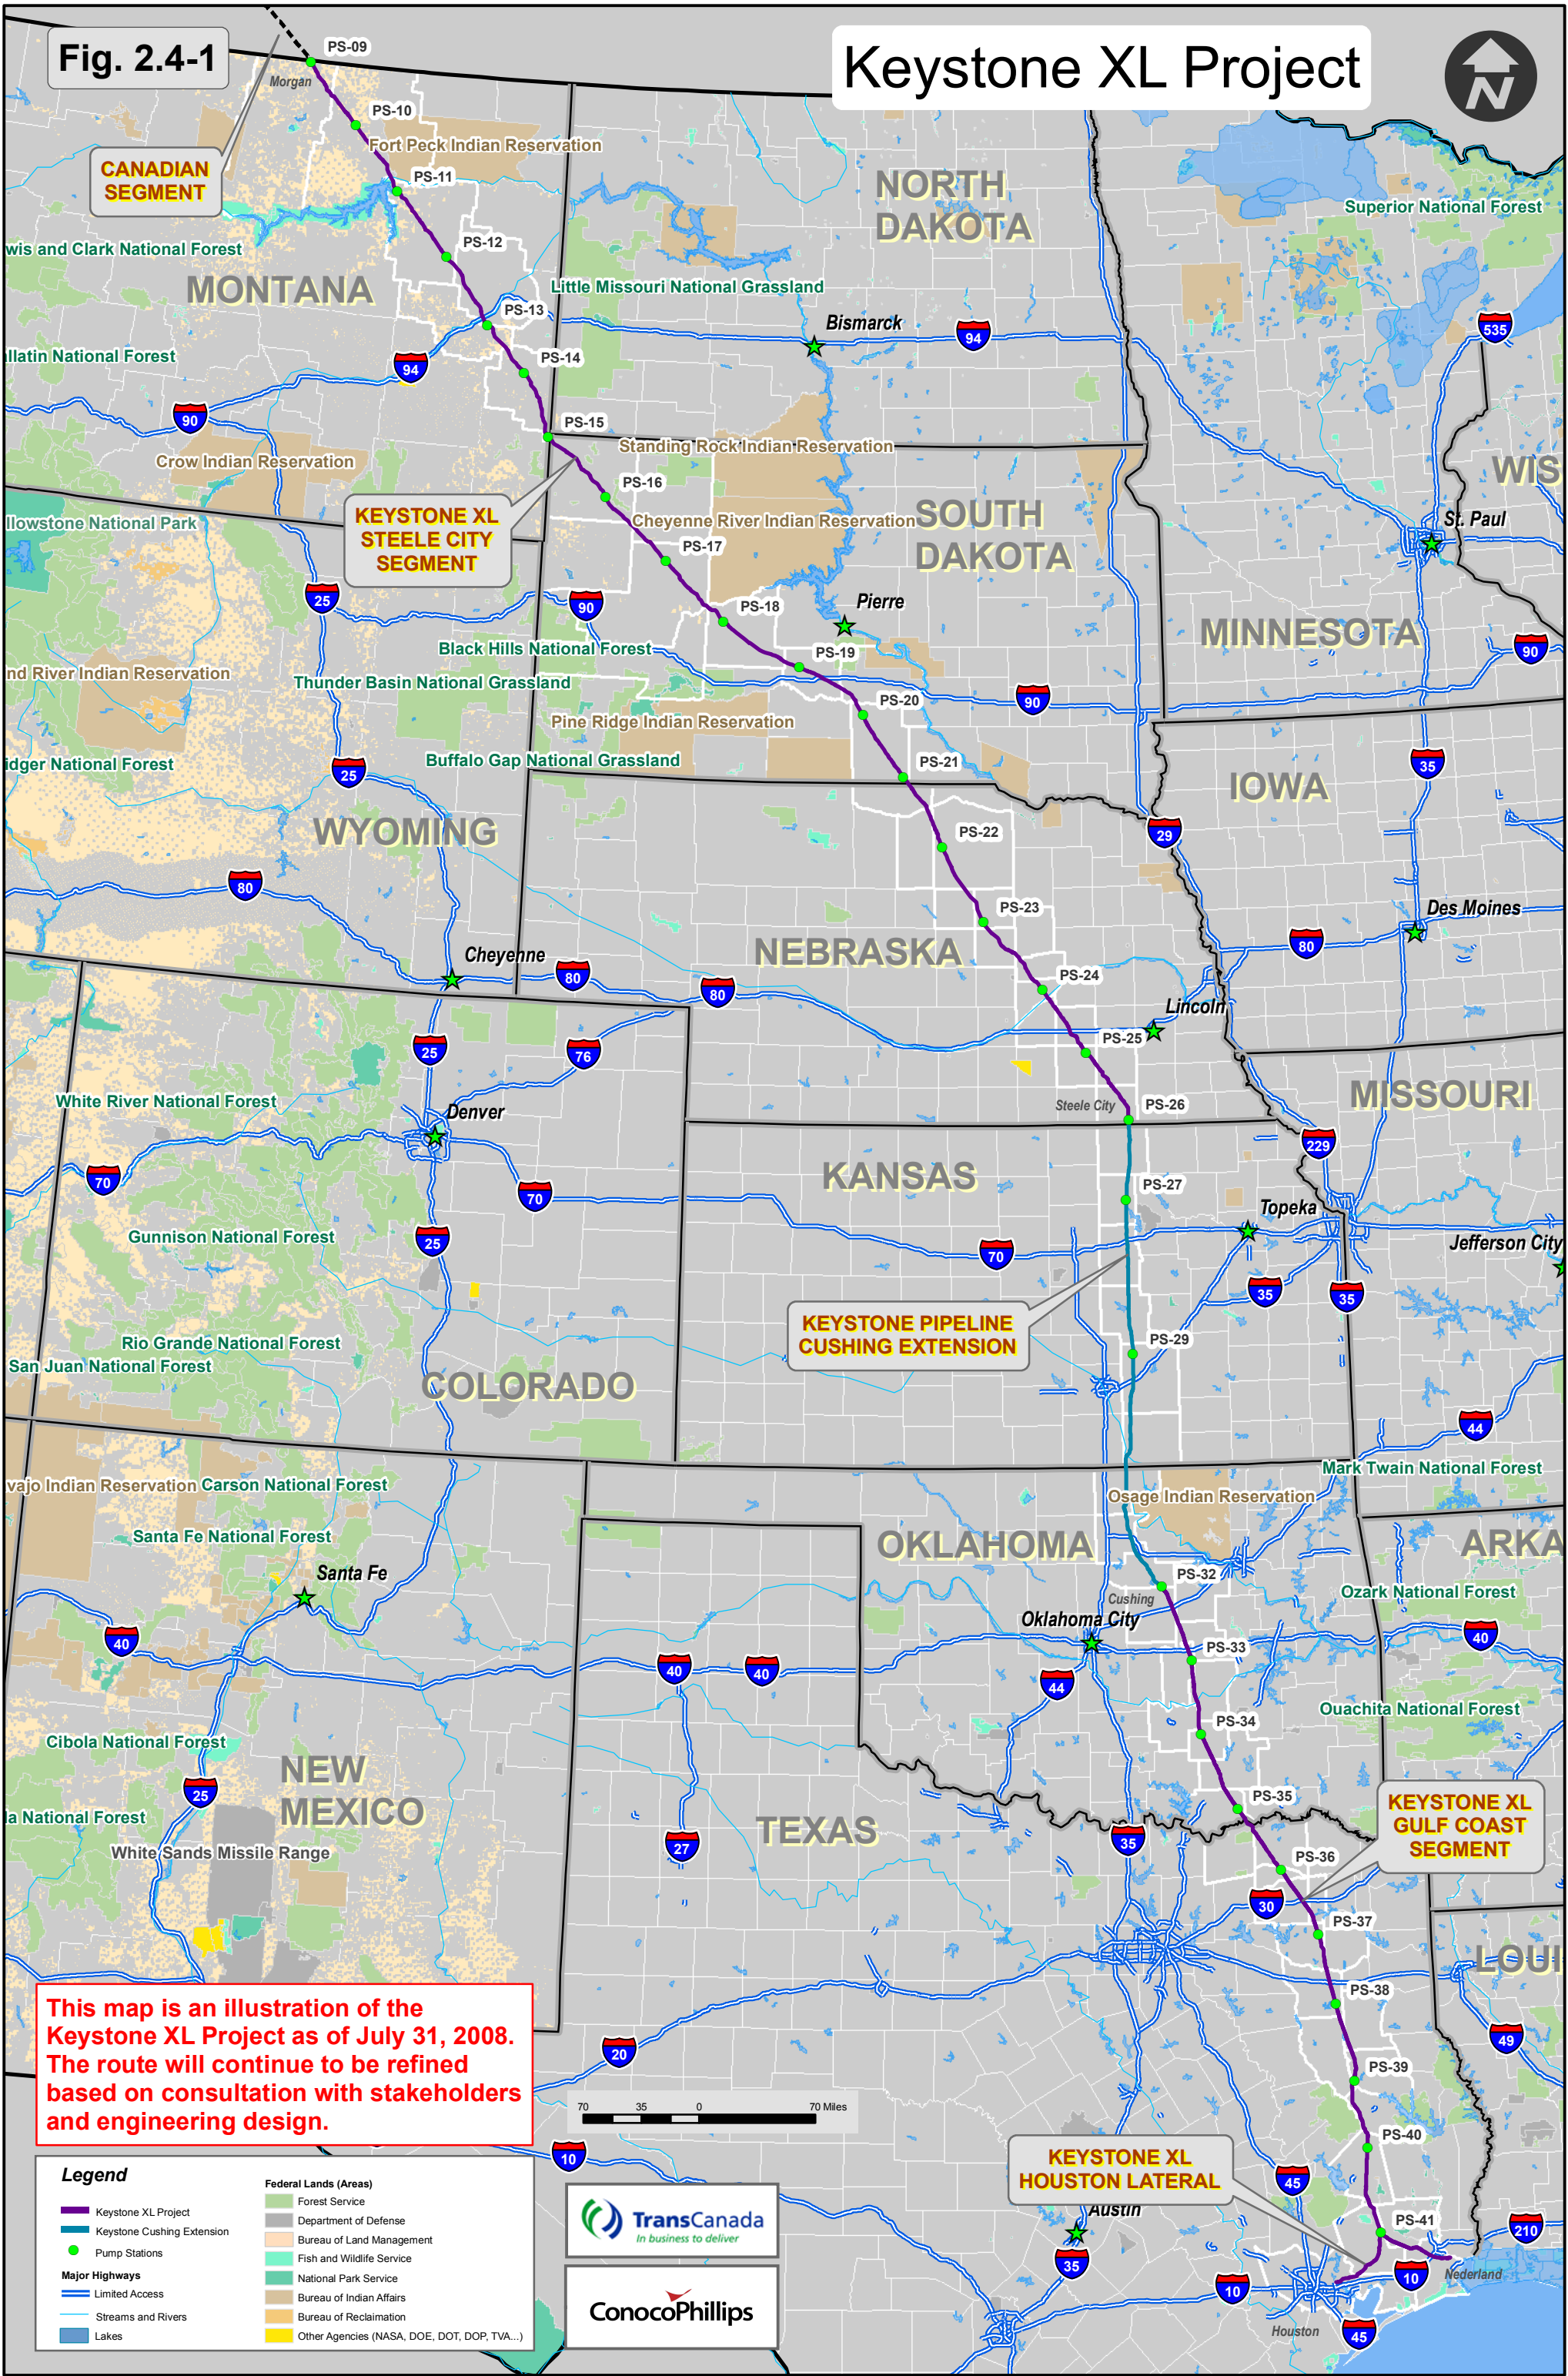 Fig. 2.4-1
Keystone XL Project
N
PS-09
Morgan
PS-10
Fort Peck Indian Reservation
CANADIAN
SEGMENT
PS-11
NORTH
DAKOTA
Superior National Forest
wis and Clark National Forest
PS-12
MONTANA
Little Missouri National Grassland
PS-13
Bismarck
94
535
llatin National Forest
94
PS-14
90
PS-15
Standing Rock Indian Reservation
Crow Indian Reservation
WIS
PS-16
KEYSTONE XL
STEELE CITY
SEGMENT
llowstone National Park
Cheyenne River Indian Reservation
SOUTH
DAKOTA
St. Paul
PS-17
25
90
PS-18
Pierre
MINNESOTA
Black Hills National Forest
PS-19
90
nd River Indian Reservation
Thunder Basin National Grassland
90
PS-20
Pine Ridge Indian Reservation
idger National Forest
25
Buffalo Gap National Grassland
PS-21
35
IOWA
WYOMING
PS-22
29
80
PS-23
Des Moines
NEBRASKA
80
Cheyenne
80
80
PS-24
Lincoln
25
76
PS-25
White River National Forest
Denver
Steele City
PS-26
MISSOURI
229
70
KANSAS
PS-27
70
Topeka
Gunnison National Forest
25
70
Jefferson City
35
35
KEYSTONE PIPELINE
CUSHING EXTENSION
Rio Grande National Forest
PS-29
San Juan National Forest
COLORADO
44
Mark Twain National Forest
vajo Indian Reservation
Carson National Forest
Osage Indian Reservation
Santa Fe National Forest
OKLAHOMA
ARKA
Santa Fe
PS-32
Cushing
Ozark National Forest
Oklahoma City
40
40
PS-33
40
40
44
Ouachita National Forest
PS-34
Cibola National Forest
NEW
MEXICO
25
PS-35
KEYSTONE XL
GULF COAST
SEGMENT
la National Forest
TEXAS
27
35
White Sands Missile Range
PS-36
30
PS-37
LOUI
PS-38
This map is an illustration of the
Keystone XL Project as of July 31, 2008.
The route will continue to be refined
based on consultation with stakeholders
and engineering design.
20
49
PS-39
70 35 0 70 Miles
PS-40
10
KEYSTONE XL
HOUSTON LATERAL
45
Austin
PS-41
210
35
10
10
Nederland
Houston
45
Legend
Keystone XL Project
Keystone Cushing Extension
Pump Stations
Major Highways
Limited Access
Streams and Rivers
Lakes
Federal Lands (Areas)
Forest Service
Department of Defense
Bureau of Land Management
Fish and Wildlife Service
National Park Service
Bureau of Indian Affairs
Bureau of Reclamation
Other Agencies (NASA, DOE, DOT, DOP, TVA...)
TransCanada
In business to deliver
ConocoPhillips